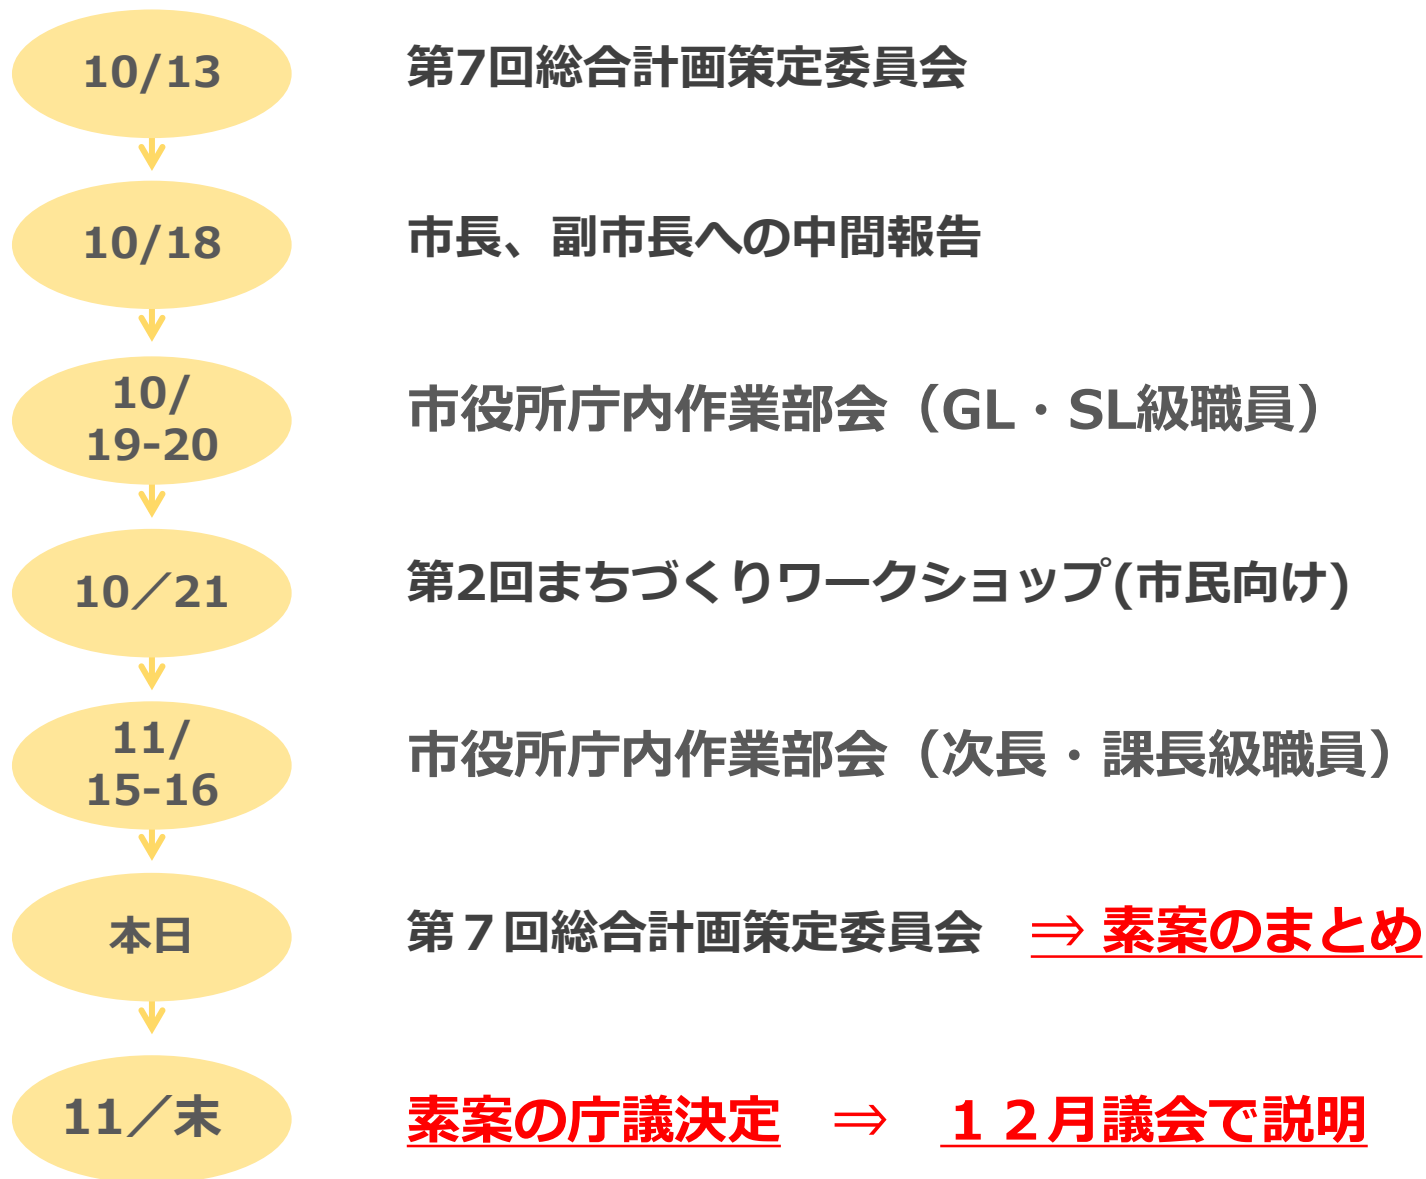 10/13
第7回総合計画策定委員会
10/18
市長、副市長への中間報告
10/
19-20
市役所庁内作業部会（GL・SL級職員）
10／21
第2回まちづくりワークショップ(市民向け)
11/
15-16
市役所庁内作業部会（次長・課長級職員）
本日
第７回総合計画策定委員会　⇒ 素案のまとめ
11／末
素案の庁議決定　⇒　１２月議会で説明